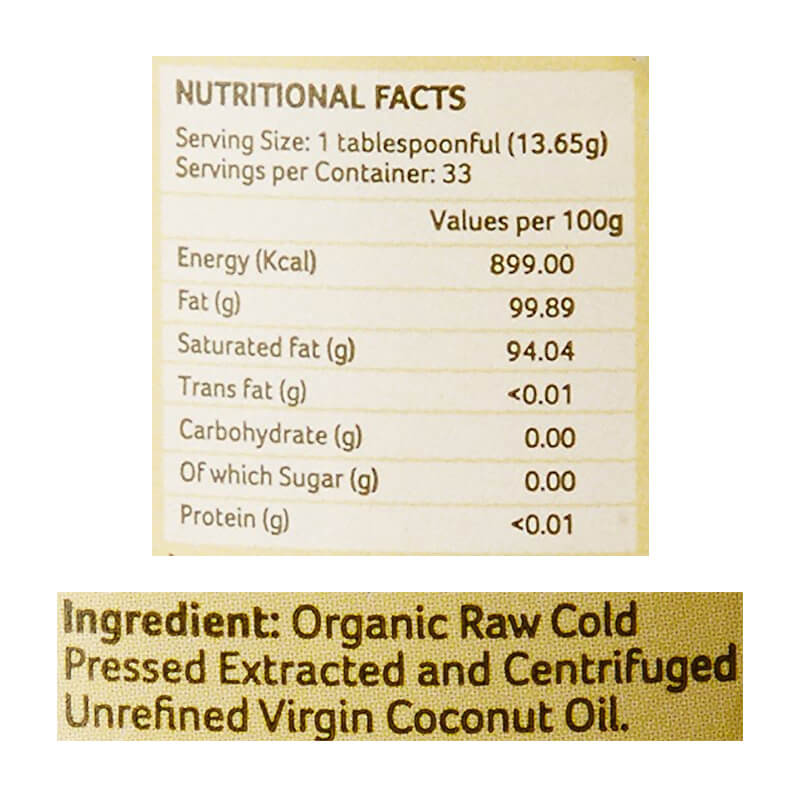 NUTRITIONAL FACTS
Serving Size: 1 tablespoonful (13.65g)
Servings per Container: 33
Values per 100g
Energy (Kcal) 899.00
Fat (g) 99.89
Saturated fat (g) 94.04
Trans fat (g) <0.01
Carbohydrate (g) 0.00
Of which Sugar (g) 0.00
Protein (g) <0.01
Ingredient: Organic Raw Cold
Pressed Extracted and Centrifuged
Unrefined Virgin Coconut Oil.